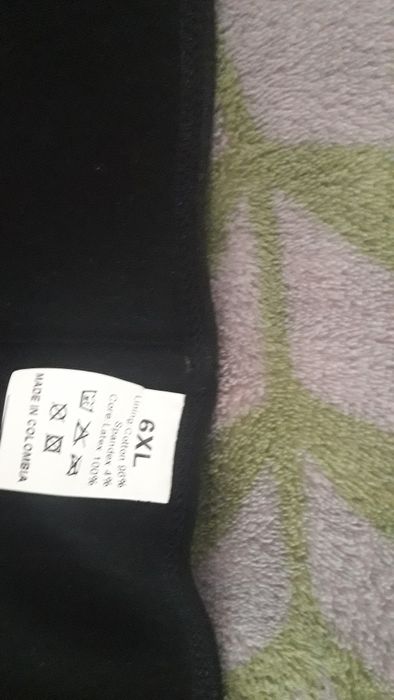 6XL
Lining Cotton 96%
Spandex 4%
Core Latex 100%
MADE IN COLOMBIA